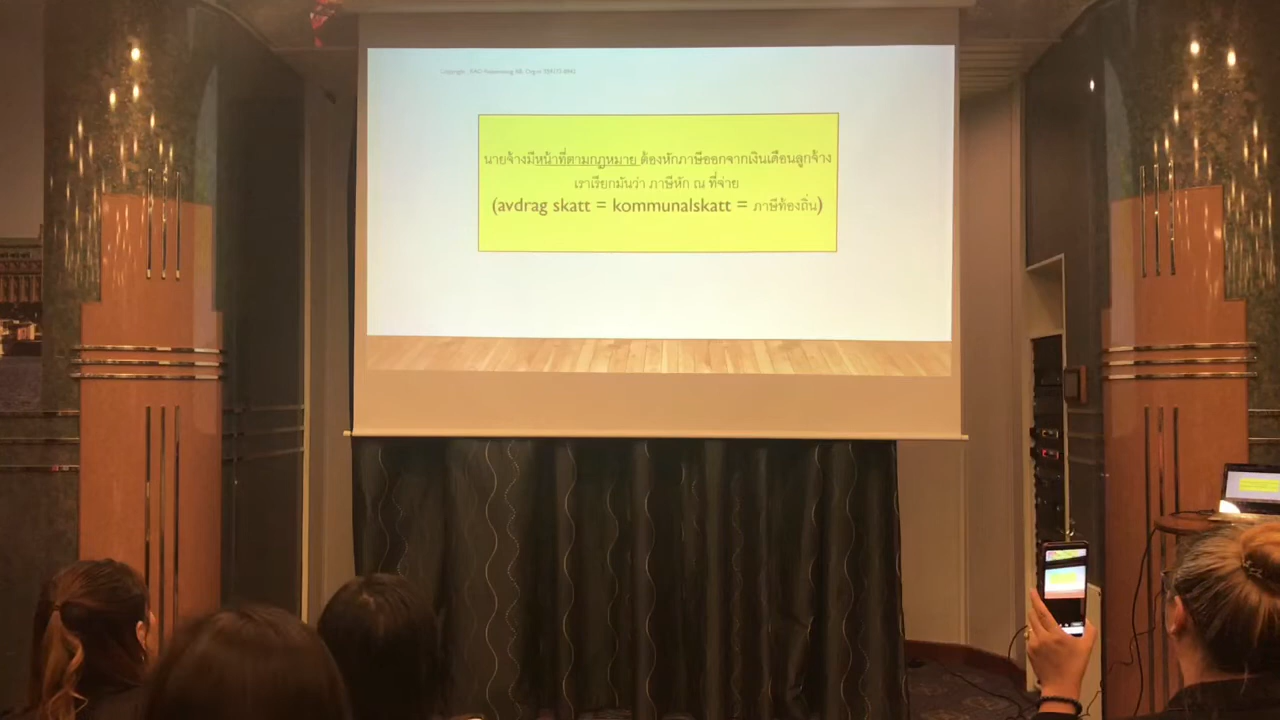 นายจ้างมีหน้าที่ตามกฎหมาย ต้องหักภาษีออกจากเงินเดือนลูกจ้าง
เราเรียกมันว่า ภาษีหัก ณ ที่จ่าย
(avdrag skatt = kommunalskatt = ภาษีท้องถิ่น)